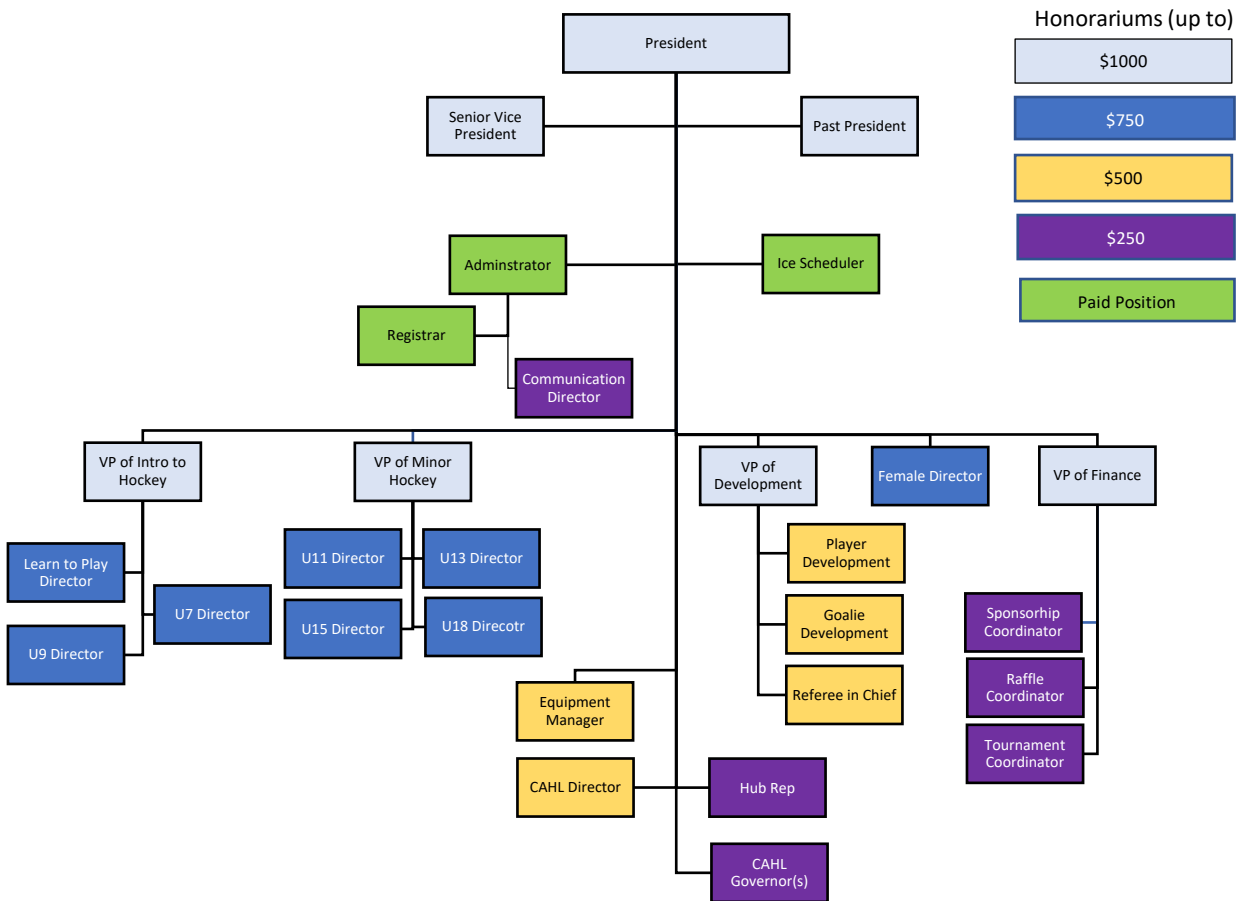 Honorariums (up to)
President
$1000
Senior Vice
President
Past President
$750
$500
$250
Adminstrator
Ice Scheduler
Paid Position
Registrar
Communication
Director
VP of Intro to
Hockey
VP of Minor
Hockey
VP of
Development
Female Director
VP of Finance
Learn to Play
Director
U7 Director
U9 Director
U11 Director
U13 Director
U15 Director
U18 Direcotr
Player
Development
Goalie
Development
Referee in Chief
Sponsorhip
Coordinator
Raffle
Coordinator
Tournament
Coordinator
Equipment
Manager
CAHL Director
Hub Rep
CAHL
Governor(s)